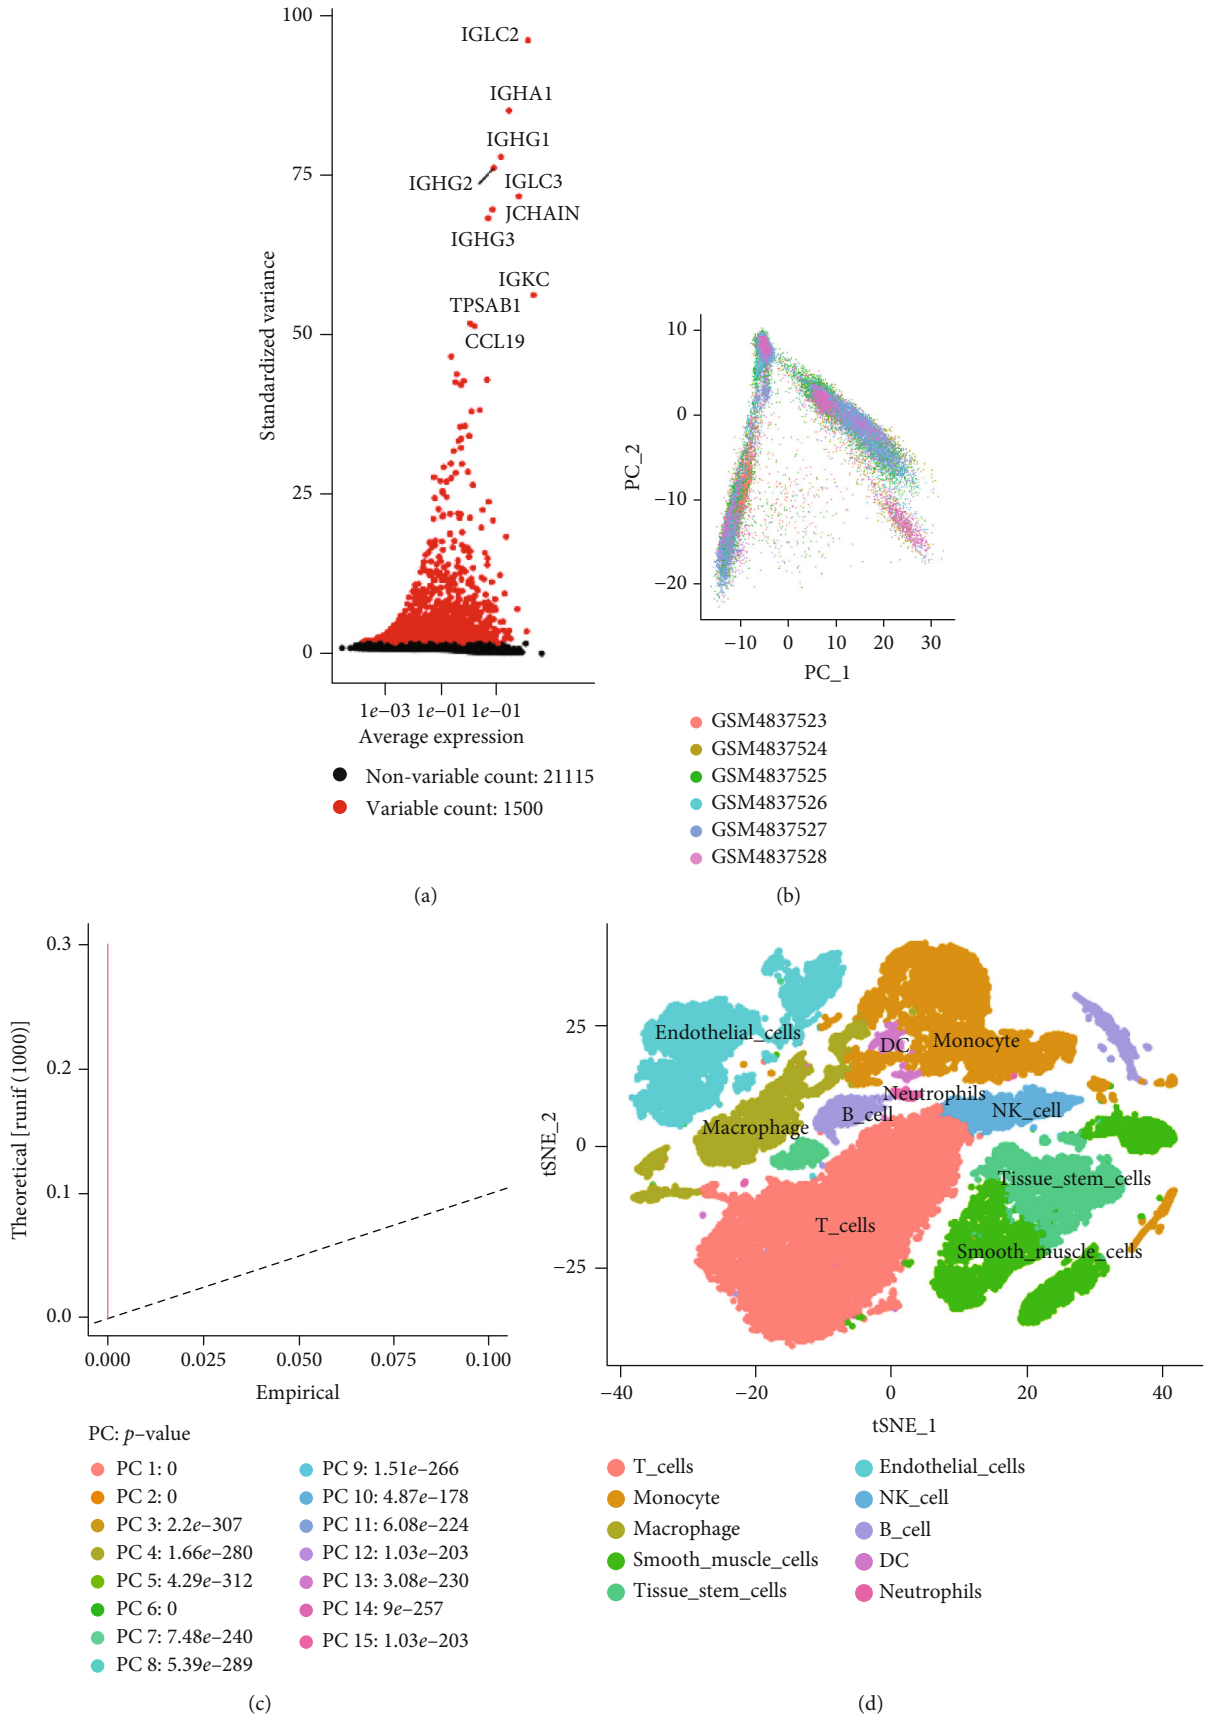 100
75
50
25
0
Standardized variance
IGLC2
IGHA1
IGHG1
IGHG2
IGLC3
JCHAIN
IGHG3
IGKC
TPSAB1
CCL19
1e−03 1e−01 1e−01
Average expression
Non-variable count: 21115
Variable count: 1500
(a)
10
0
−10
−20
PC_2
−10 0 10 20 30
PC_1
GSM4837523
GSM4837524
GSM4837525
GSM4837526
GSM4837527
GSM4837528
(b)
0.3
0.2
0.1
0.0
Theoretical [runif (1000)]
0.000 0.025 0.050 0.075 0.100
Empirical
PC: p–value
PC 1: 0
PC 2: 0
PC 3: 2.2e–307
PC 4: 1.66e–280
PC 5: 4.29e–312
PC 6: 0
PC 7: 7.48e–240
PC 8: 5.39e–289
PC 9: 1.51e–266
PC 10: 4.87e–178
PC 11: 6.08e–224
PC 12: 1.03e–203
PC 13: 3.08e–230
PC 14: 9e–257
PC 15: 1.03e–203
(c)
25
0
−25
tSNE_2
Endothelial_cells
DC
Monocyte
Neutrophils
B_cell
NK_cell
Macrophage
Tissue_stem_cells
T_cells
Smooth_muscle_cells
−40 −20 0 20 40
tSNE_1
T_cells
Monocyte
Macrophage
Smooth_muscle_cells
Tissue_stem_cells
Endothelial_cells
NK_cell
B_cell
DC
Neutrophils
(d)